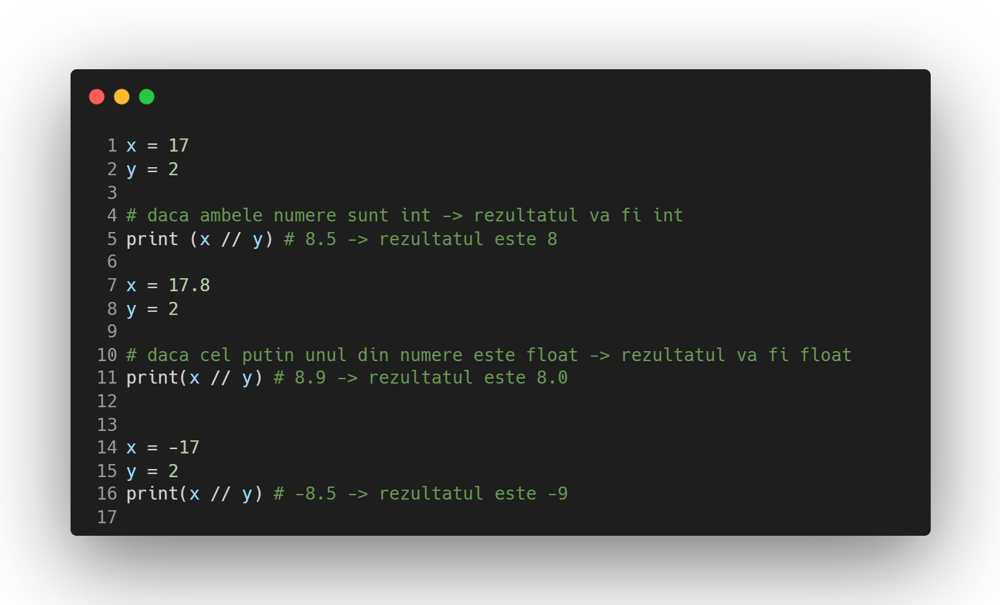 1 x = 17
2 y = 2
3
4 # daca ambele numere sunt int -> rezultatul va fi int
5 print (x // y) # 8.5 -> rezultatul este 8
6
7 x = 17.8
8 y = 2
9
10 # daca cel putin unul din numere este float -> rezultatul va fi float
11 print(x // y) # 8.9 -> rezultatul este 8.0
12
13
14 x = -17
15 y = 2
16 print(x // y) # -8.5 -> rezultatul este -9
17